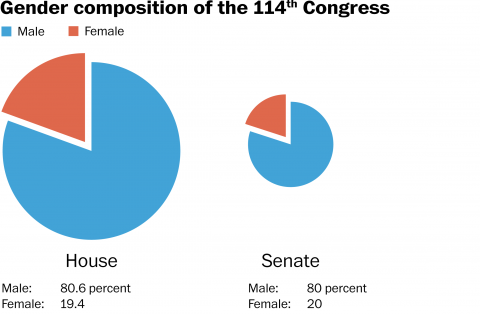 Gender composition of the 114th Congress
Male Female
House
Male: 80.6 percent
Female: 19.4
Senate
Male: 80 percent
Female: 20